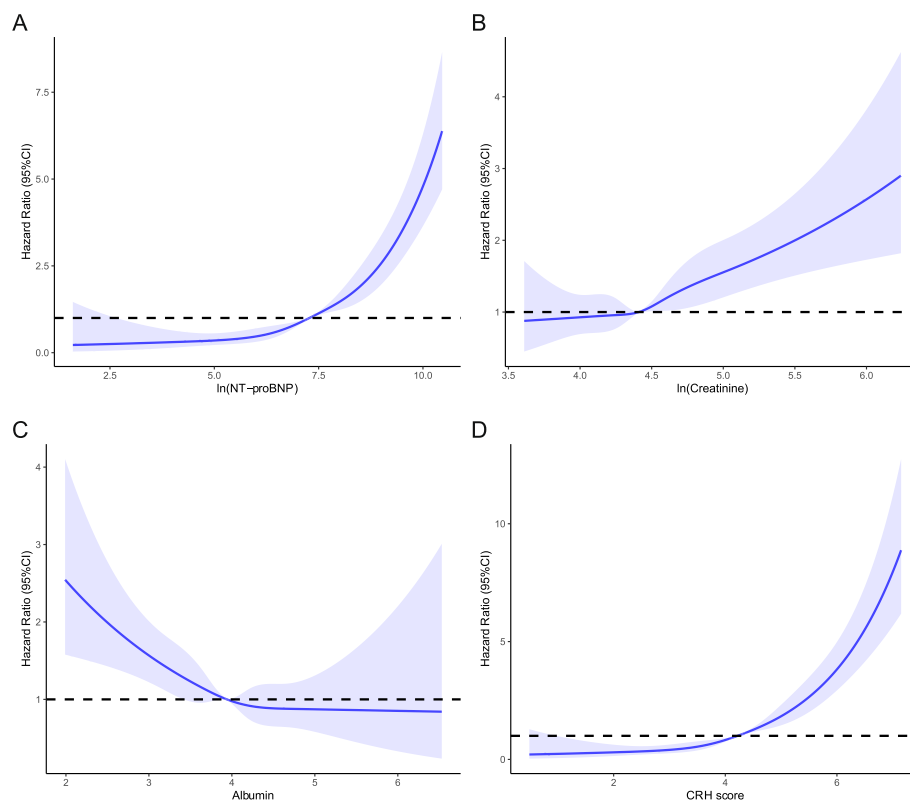 A
Hazard Ratio (95%CI)
7.5
5.0
2.5
0.0
2.5
5.0
7.5
10.0
ln(NT−proBNP)
B
Hazard Ratio (95%CI)
4
3
2
1
3.5
4.0
4.5
5.0
5.5
6.0
ln(Creatinine)
C
Hazard Ratio (95%CI)
4
3
2
1
2
3
4
5
6
Albumin
D
Hazard Ratio (95%CI)
10
5
0
2
4
6
CRH score